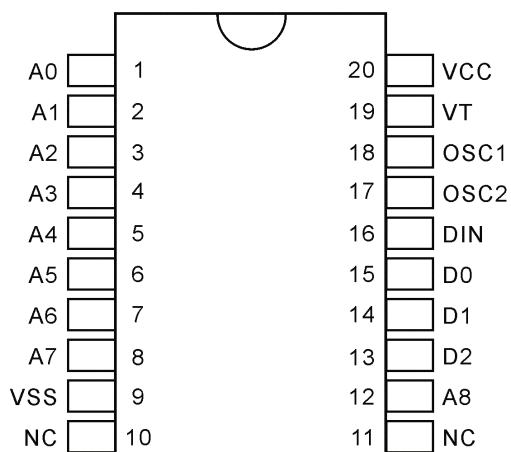 A0 1 20 VCC
A1 2 19 VT
A2 3 18 OSC1
A3 4 17 OSC2
A4 5 16 DIN
A5 6 15 D0
A6 7 14 D1
A7 8 13 D2
VSS 9 12 A8
NC 10 11 NC